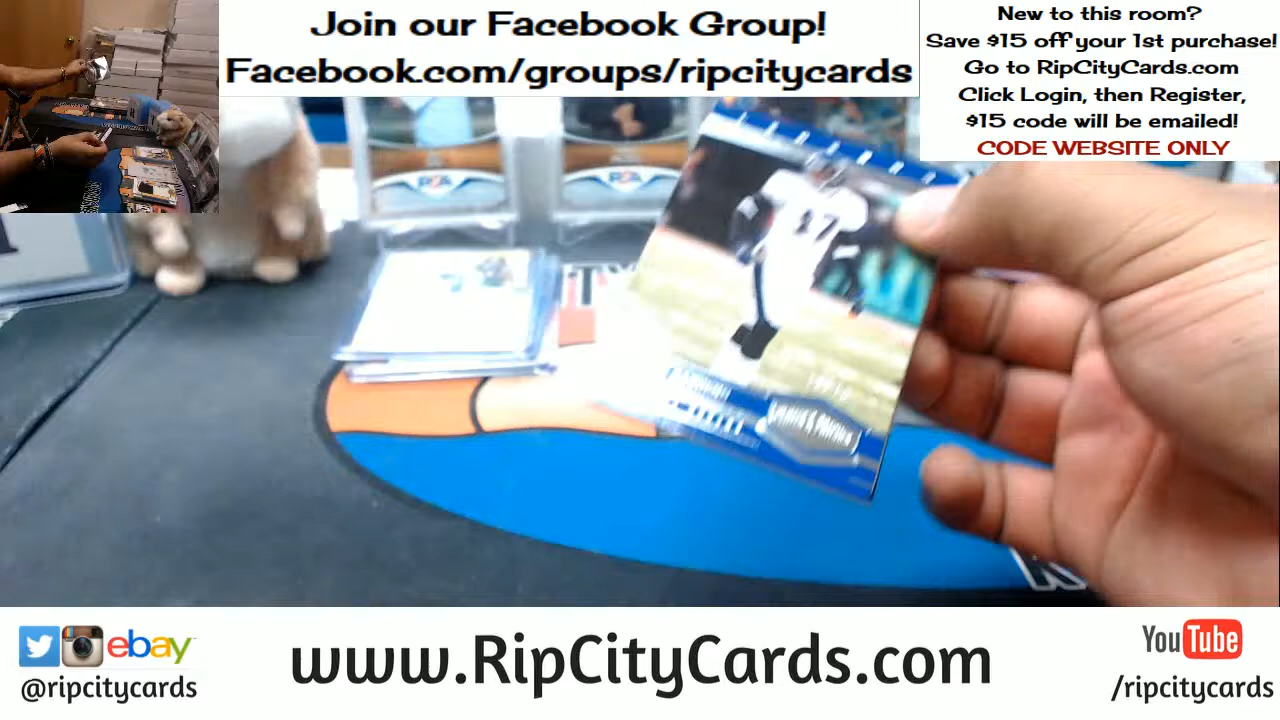 Join our Facebook Group!
Facebook.com/groups/ripcitycards
New to this room?
Save $15 off your 1st purchase!
Go to RipCityCards.com
Click Login, then Register,
$15 code will be emailed!
CODE WEBSITE ONLY
17
ebay
@ripcitycards
www.RipCityCards.com
YouTube
/ripcitycards